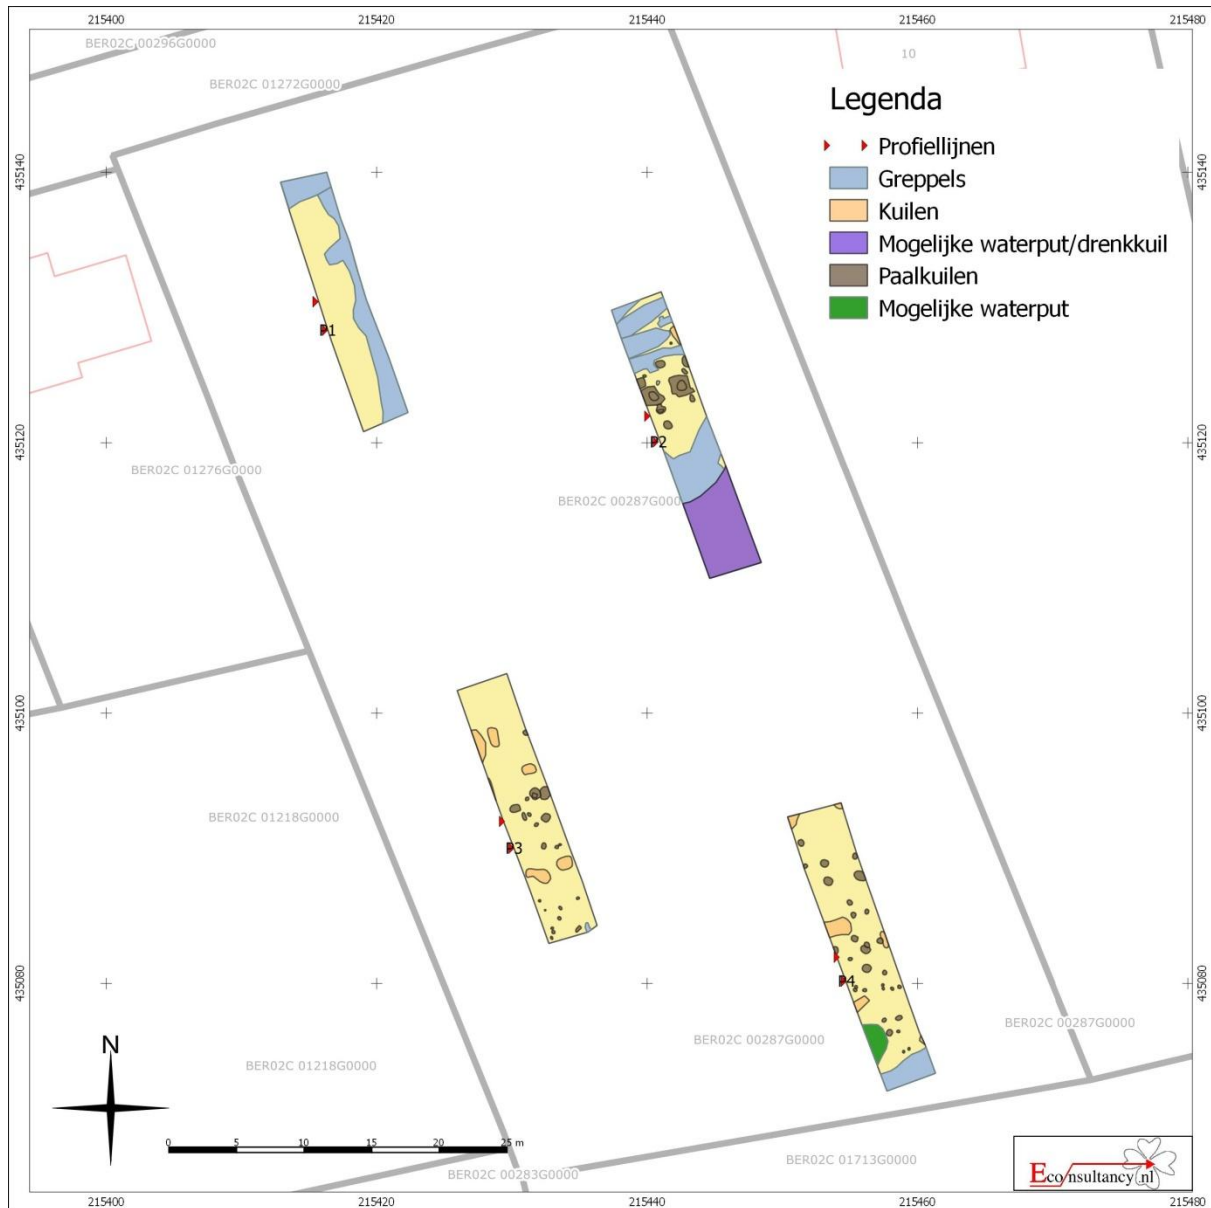 215400 215420 215440 215460 215480
BER02C 00296G0000
10
BER02C 01272G0000
Legenda
Profiellijnen
Greppels
Kuilen
Mogelijke waterput/drenkkuil
Paalkuilen
Mogelijke waterput
435140 435140
P1
435120 435120
P2
BER02C 01276G0000
BER02C 00287G000
435100 435100
BER02C 01218G0000
P3
435080 435080
P4
BER02C 00287G0000
BER02C 00287G0000
N
BER02C 01218G0000
0 5 10 15 20 25 m
BER02C 01713G0000
BER02C 00283G0000
Econsultancy.nl
215400 215420 215440 215460 215480